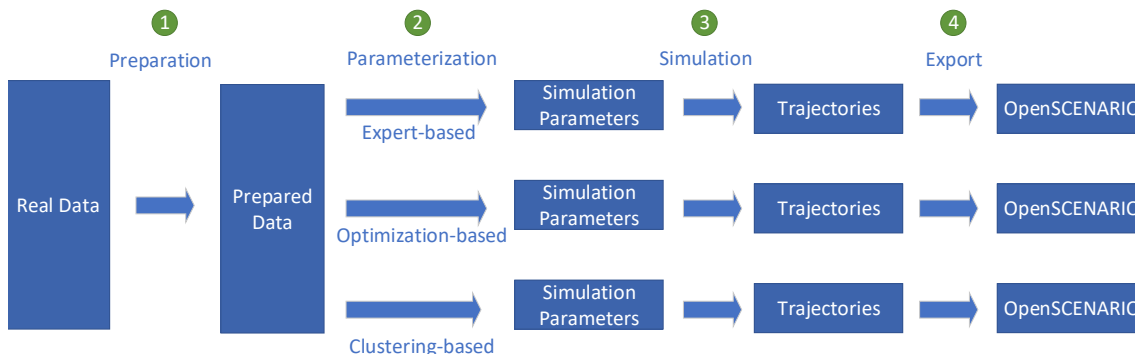 1
2
3
4
Preparation
Parameterization
Simulation
Export
Simulation
Parameters
Trajectories
OpenSCENARIO
Expert-based
Real Data
Prepared
Data
Simulation
Parameters
Trajectories
OpenSCENARIO
Optimization-based
Simulation
Parameters
Trajectories
OpenSCENARIO
Clustering-based